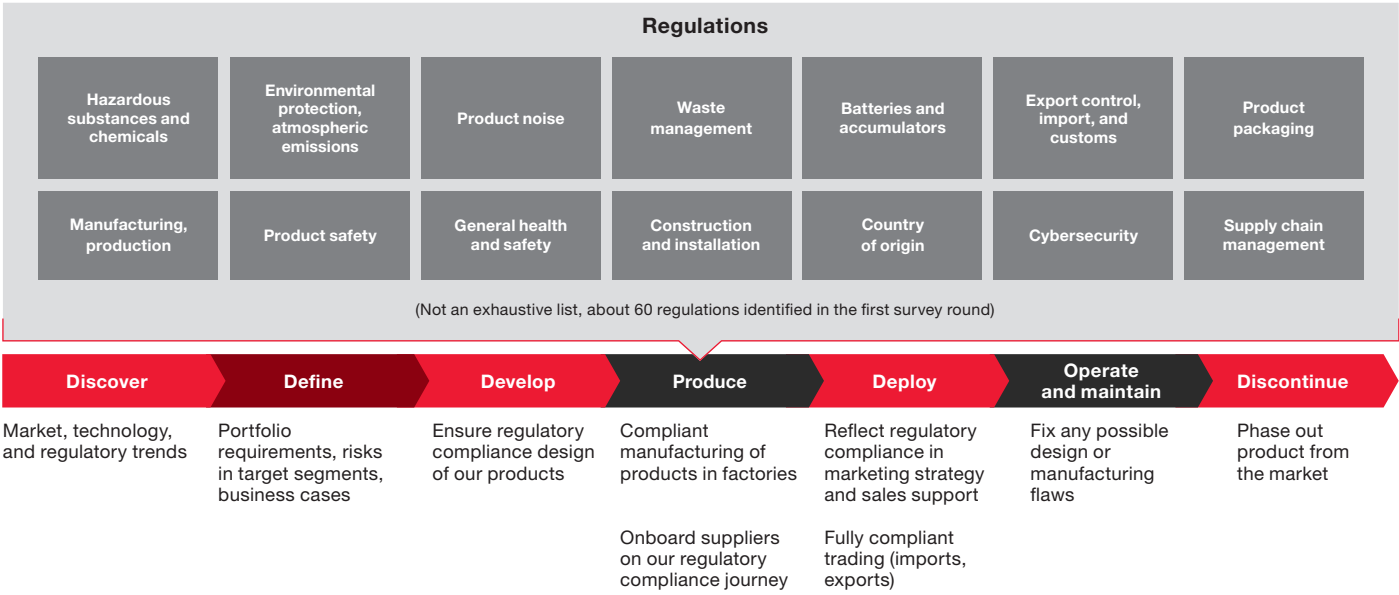 Regulations
Hazardous
substances and
chemicals
Environmental
protection,
atmospheric
emissions
Product noise
Waste
management
Batteries and
accumulators
Export control,
import, and
customs
Product
packaging
Manufacturing,
production
Product safety
General health
and safety
Construction
and installation
Country
of origin
Cybersecurity
Supply chain
management
(Not an exhaustive list, about 60 regulations identified in the first survey round)
Discover
Define
Develop
Produce
Deploy
Operate
and maintain
Discontinue
Market, technology,
and regulatory trends
Portfolio
requirements, risks
in target segments,
business cases
Ensure regulatory
compliance design
of our products
Compliant
manufacturing of
products in factories
Onboard suppliers
on our regulatory
compliance journey
Reflect regulatory
compliance in
marketing strategy
and sales support
Fully compliant
trading (imports,
exports)
Fix any possible
design or
manufacturing
flaws
Phase out
product from
the market